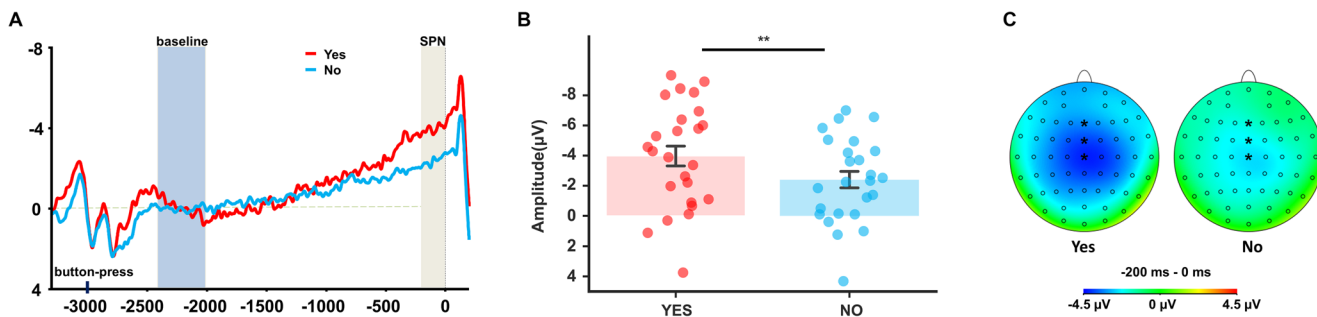 A
-8
baseline
SPN
Yes
No
-4
0
button-press
4
-3000 -2500 -2000 -1500 -1000 -500 0
B
**
-8
-6
-4
-2
0
2
4
Amplitude(μV)
YES NO
C
* *
* *
* *
Yes No
-200 ms - 0 ms
-4.5 μV 0 μV 4.5 μV